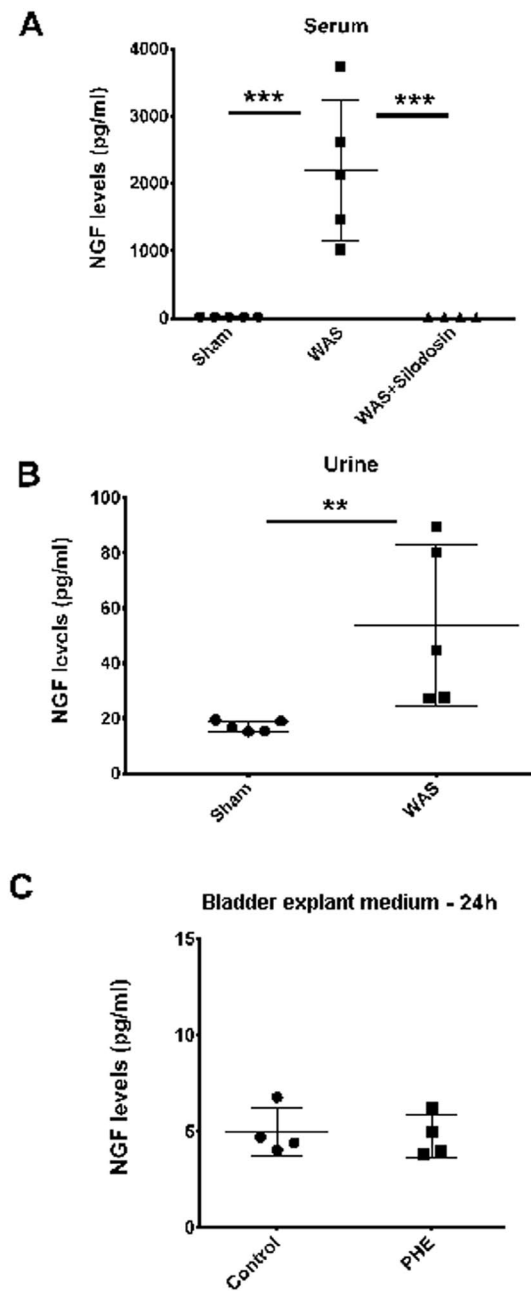 A
Serum
NGF levels (pg/ml)
4000
3000
2000
1000
0
***
***
Sham
WAS
WAS+Silodosin
B
Urine
NGF levels (pg/ml)
100
80
60
40
20
0
**
Sham
WAS
C
Bladder explant medium - 24h
NGF levels (pg/ml)
15
10
5
0
Control
PHE